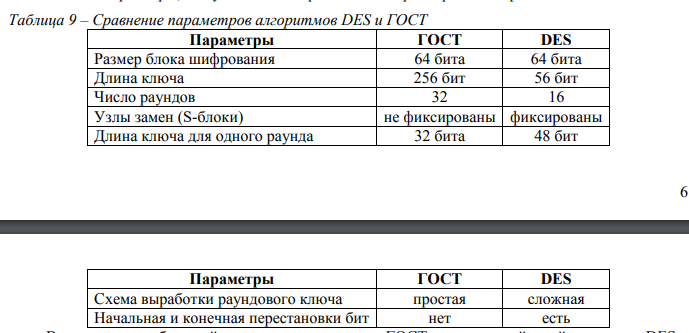 Таблица 9 – Сравнение параметров алгоритмов DES и ГОСТ
Параметры ГОСТ DES
Размер блока шифрования 64 бита 64 бита
Длина ключа 256 бит 56 бит
Число раундов 32 16
Узлы замен (S-блоки) не фиксированы фиксированы
Длина ключа для одного раунда 32 бита 48 бит
6
Параметры ГОСТ DES
Схема выработки раундового ключа простая сложная
Начальная и конечная перестановки бит нет есть